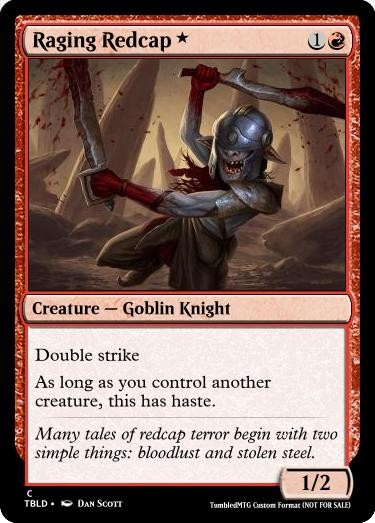 Raging Redcap ★ 1
Creature — Goblin Knight
Double strike
As long as you control another
creature, this has haste.
Many tales of redcap terror begin with two
simple things: bloodlust and stolen steel.
1/2
C
TBLD • Dan Scott
TumbledMTG Custom Format (NOT FOR SALE)